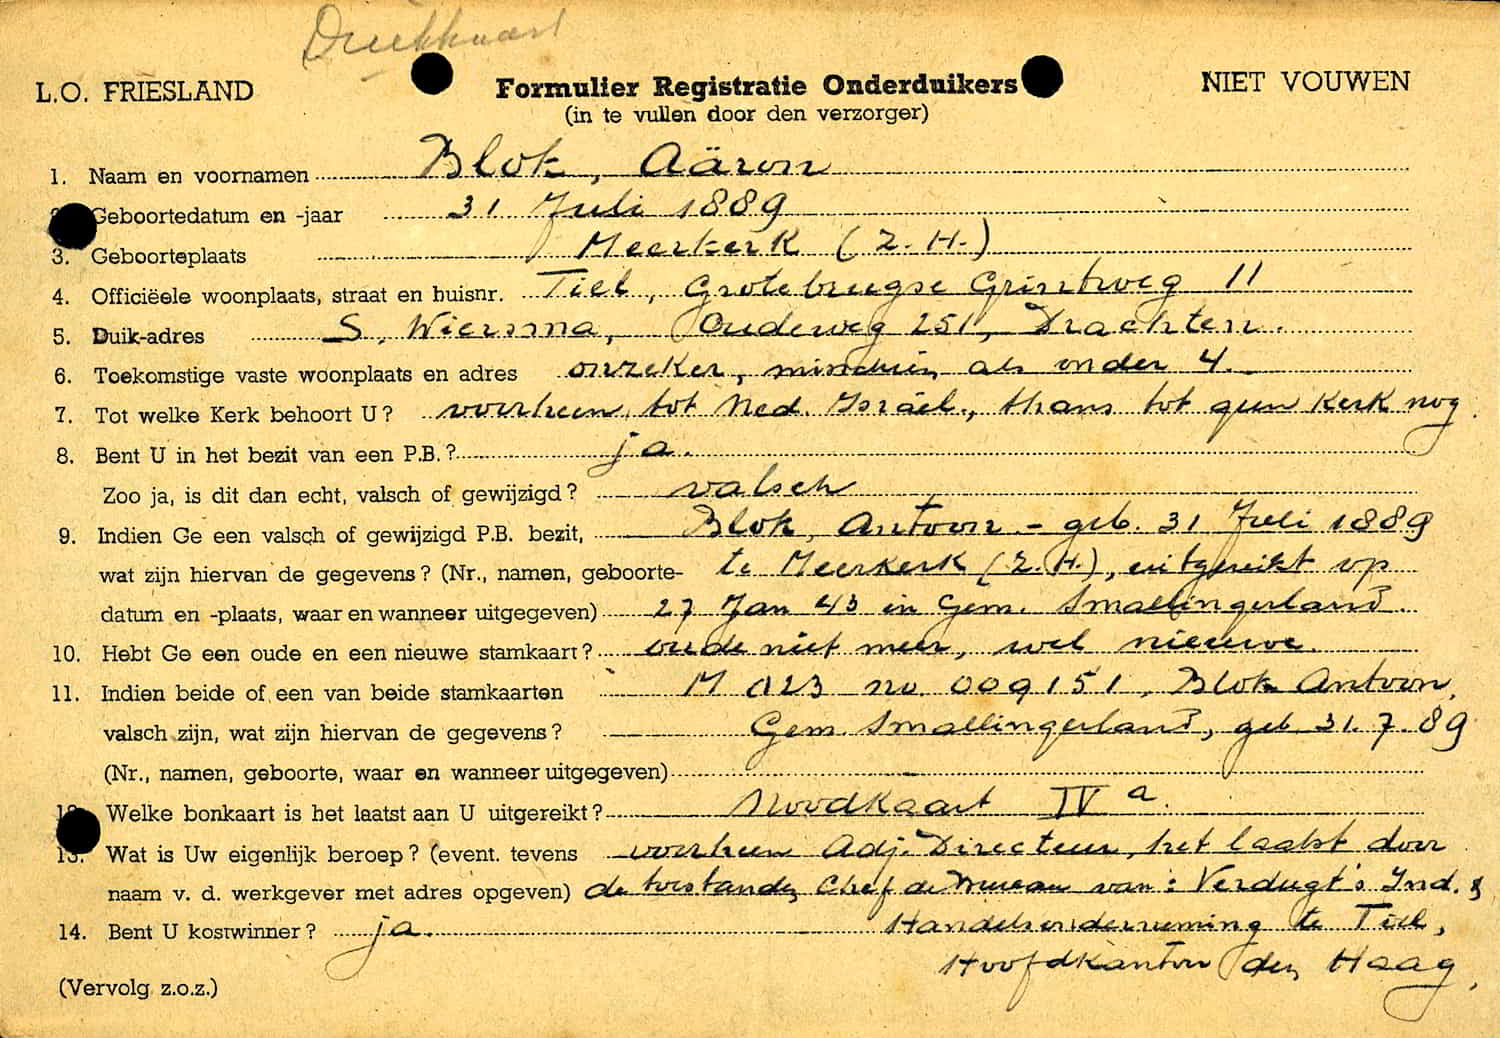 L.O. FRIESLAND
Formulier Registratie Onderduikers
NIET VOUWEN
(in te vullen door den verzorger)
1. Naam en voornamen Blok, Aäron
Geboortedatum en -jaar 31 Juli 1889
3. Geboorteplaats Meerkerk (Z.H.)
4. Officiëele woonplaats, straat en huisnr. Tiel, Grotebrugse Grintweg 11
5. Duik-adres S. Wiersma, Oudeweg 251, Drachten.
6. Toekomstige vaste woonplaats en adres onzeker, misschien als onder 4.
7. Tot welke Kerk behoort U? voorheen tot Ned. Israël., thans tot geen Kerk nog.
8. Bent U in het bezit van een P.B.? ja.
Zoo ja, is dit dan echt, valsch of gewijzigd? valsch
9. Indien Ge een valsch of gewijzigd P.B. bezit, Blok, Antoon - geb. 31 Juli 1889
wat zijn hiervan de gegevens? (Nr., namen, geboorte- te Meerkerk (Z.H.), uitgereikt op
datum en -plaats, waar en wanneer uitgegeven) 27 Jan 43 in Gem. Smallingerland.
10. Hebt Ge een oude en een nieuwe stamkaart? oude niet meer, wel nieuwe.
11. Indien beide of een van beide stamkaarten M 023 no. 009151, Blok Antoon,
valsch zijn, wat zijn hiervan de gegevens? Gem Smallingerland, geb 31.7.89
(Nr., namen, geboorte, waar en wanneer uitgegeven)
12. Welke bonkaart is het laatst aan U uitgereikt? Noodkaart IV a.
13. Wat is Uw eigenlijk beroep? (event. tevens voorheen Adj. Directeur, het laatst door
naam v. d. werkgever met adres opgeven) de toestanden Chef de Bureau van: Verdugt's Ind. &
14. Bent U kostwinner? ja. Handelsonderneming te Tiel,
Hoofdkantoor den Haag,
(Vervolg z.o.z.)